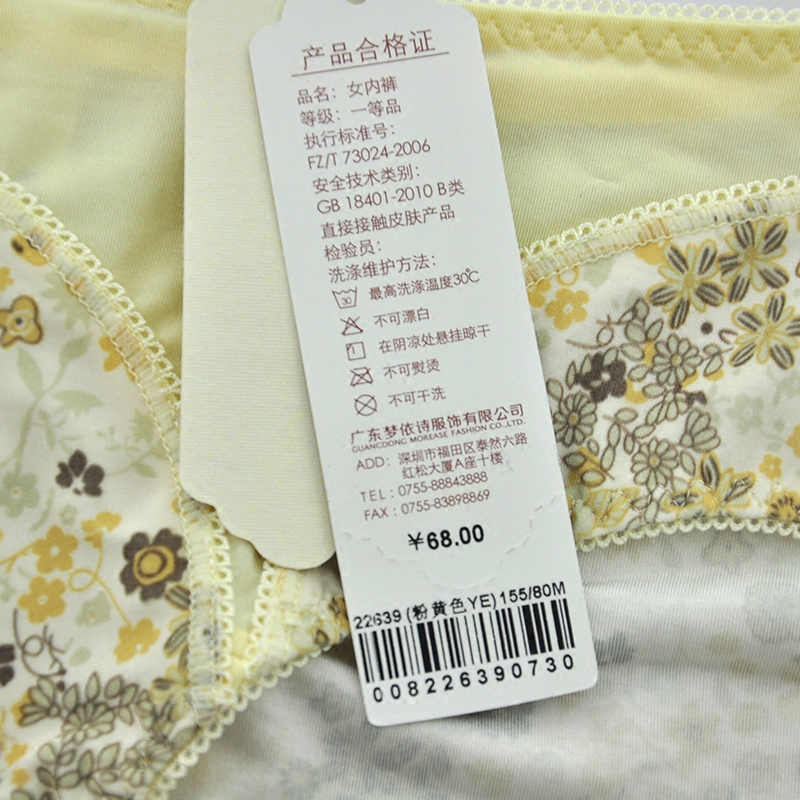 产品合格证
品名：女内裤
等级：一等品
执行标准号：
FZ/T 73024-2006
安全技术类别：
GB 18401-2010 B类
直接接触皮肤产品
检验员：
洗涤维护方法：
30 最高洗涤温度30℃
不可漂白
在阴凉处悬挂晾干
不可熨烫
不可干洗
广东梦依诗服饰有限公司
GUANGDONG MOREASE FASHION CO.,LTD.
ADD：深圳市福田区泰然六路
红松大厦A座十楼
TEL：0755-88843888
FAX：0755-83898869
￥68.00
22639(粉黄色YE)155/80M
008226390730